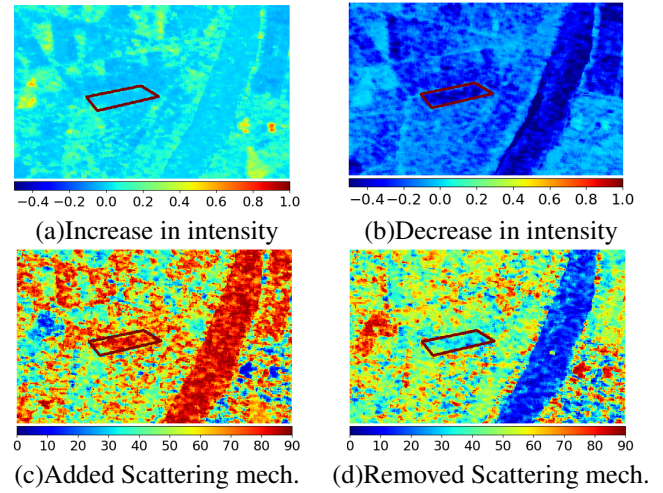 −0.4 −0.2 0.0 0.2 0.4 0.6 0.8 1.0
−0.4 −0.2 0.0 0.2 0.4 0.6 0.8 1.0
(a)Increase in intensity
(b)Decrease in intensity
0 10 20 30 40 50 60 70 80 90
0 10 20 30 40 50 60 70 80 90
(c)Added Scattering mech.
(d)Removed Scattering mech.